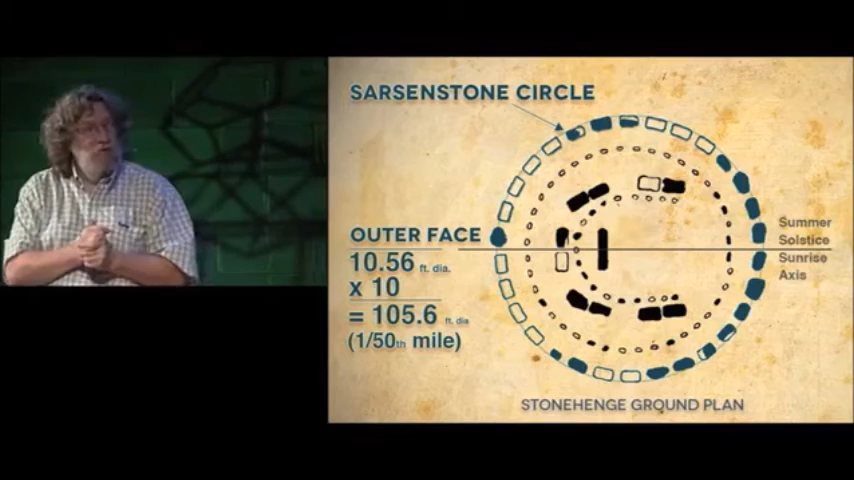 SARSENSTONE CIRCLE
OUTER FACE
10.56 ft. dia.
x 10
= 105.6 ft. dia
(1/50th mile)
Summer
Solstice
Sunrise
Axis
STONEHENGE GROUND PLAN